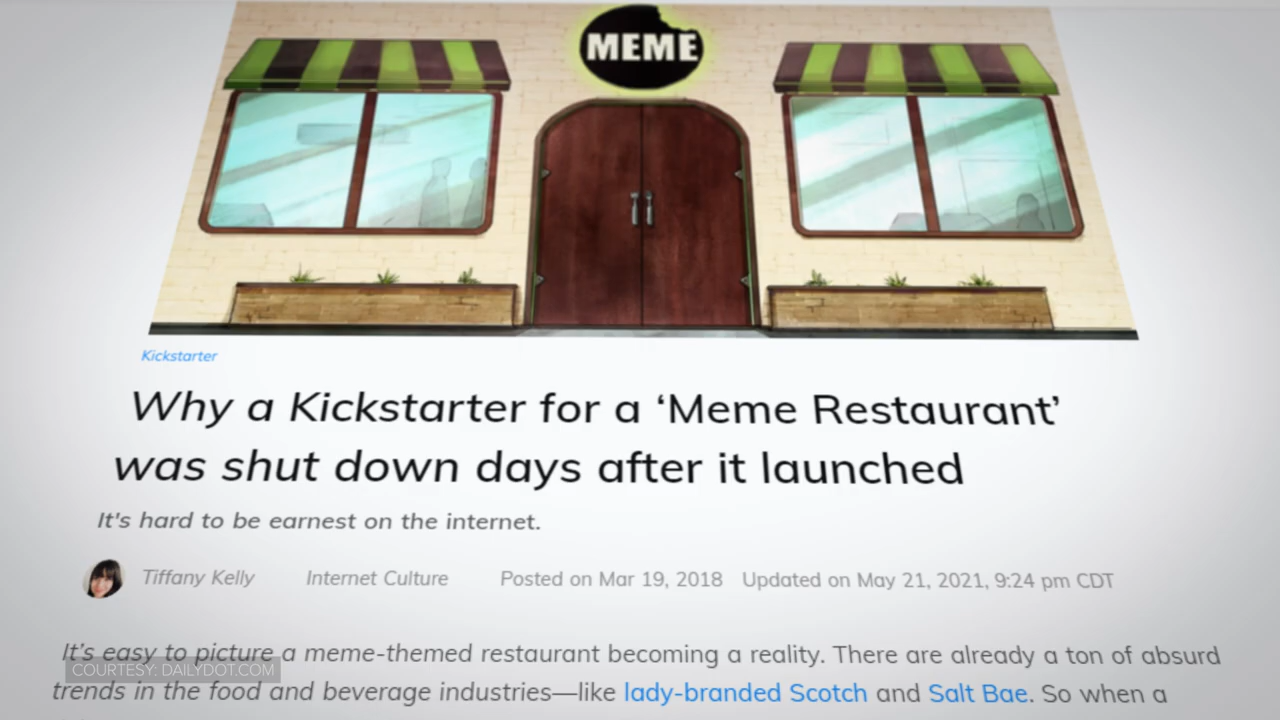 MEME
Kickstarter
Why a Kickstarter for a ‘Meme Restaurant’
was shut down days after it launched
It's hard to be earnest on the internet.
Tiffany Kelly Internet Culture Posted on Mar 19, 2018 Updated on May 21, 2021, 9:24 pm CDT
It’s easy to picture a meme-themed restaurant becoming a reality. There are already a ton of absurd
COURTESY: DAILYDOT.COM
trends in the food and beverage industries—like lady-branded Scotch and Salt Bae. So when a